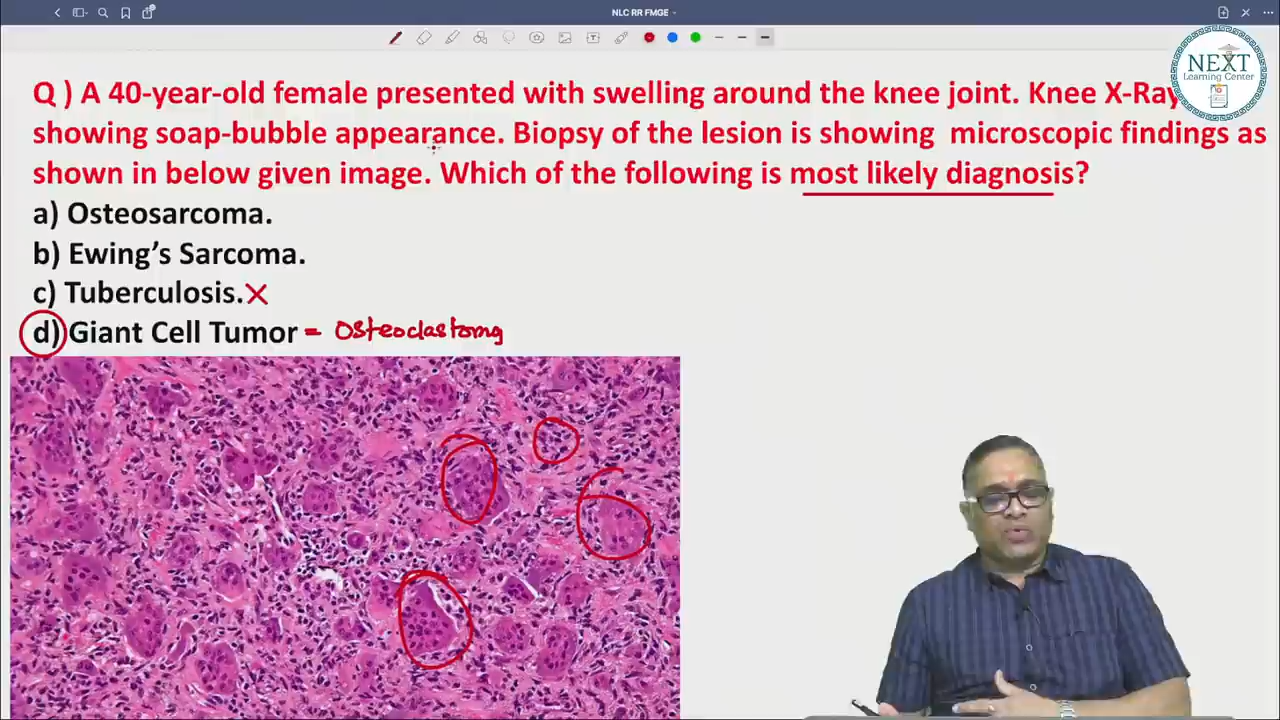 NLC RR FMGE
NEXT
Learning Center
Q ) A 40-year-old female presented with swelling around the knee joint. Knee X-Ray
showing soap-bubble appearance. Biopsy of the lesion is showing microscopic findings as
shown in below given image. Which of the following is most likely diagnosis?
a) Osteosarcoma.
b) Ewing’s Sarcoma.
c) Tuberculosis.
d) Giant Cell Tumor = Osteoclastoma